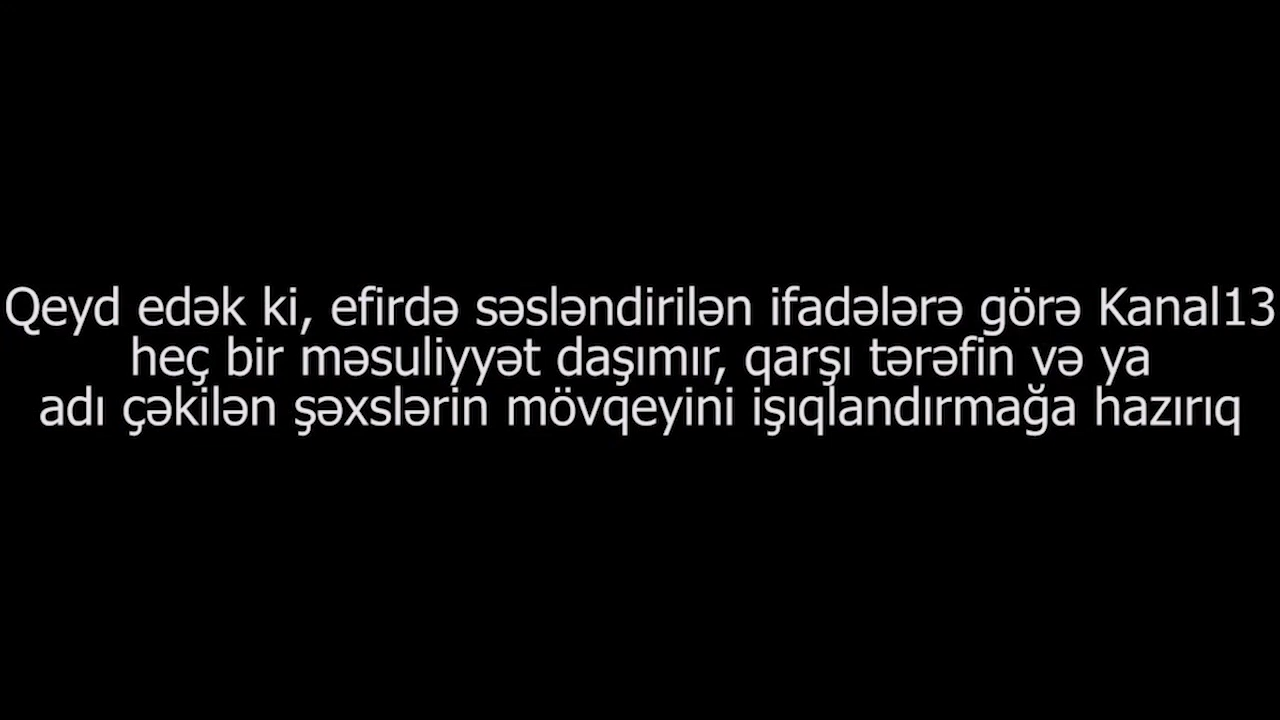 Qeyd edək ki, efirdə səsləndirilən ifadələrə görə Kanal13
heç bir məsuliyyət daşımır, qarşı tərəfin və ya
adı çəkilən şəxslərin mövqeyini işıqlandırmağa hazırıq